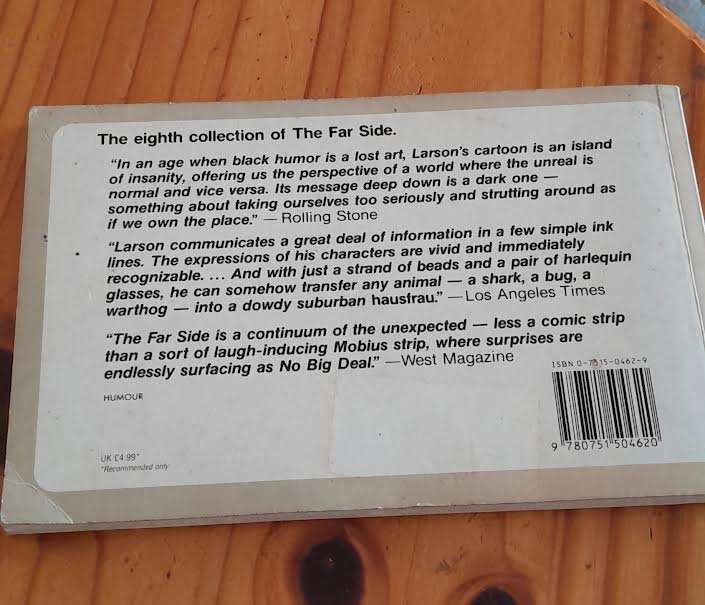 The eighth collection of The Far Side.
“In an age when black humor is a lost art, Larson's cartoon is an island
of insanity, offering us the perspective of a world where the unreal is
normal and vice versa. Its message deep down is a dark one —
something about taking ourselves too seriously and strutting around as
if we own the place.” — Rolling Stone
“Larson communicates a great deal of information in a few simple ink
lines. The expressions of his characters are vivid and immediately
recognizable. ... And with just a strand of beads and a pair of harlequin
glasses, he can somehow transfer any animal — a shark, a bug, a
warthog — into a dowdy suburban hausfrau.” — Los Angeles Times
“The Far Side is a continuum of the unexpected — less a comic strip
than a sort of laugh-inducing Mobius strip, where surprises are
endlessly surfacing as No Big Deal.” —West Magazine
ISBN 0-7515-0462-9
HUMOUR
9 780751 504620
UK £4.99*
*Recommended only